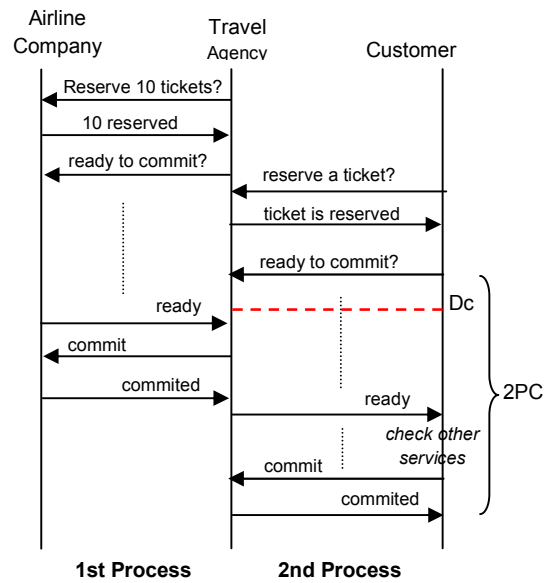 Airline
Company
Travel
Agency
Customer
Reserve 10 tickets?
10 reserved
ready to commit?
reserve a ticket?
ticket is reserved
ready to commit?
Dc
ready
commit
commited
ready
2PC
check other
services
commit
commited
1st Process
2nd Process